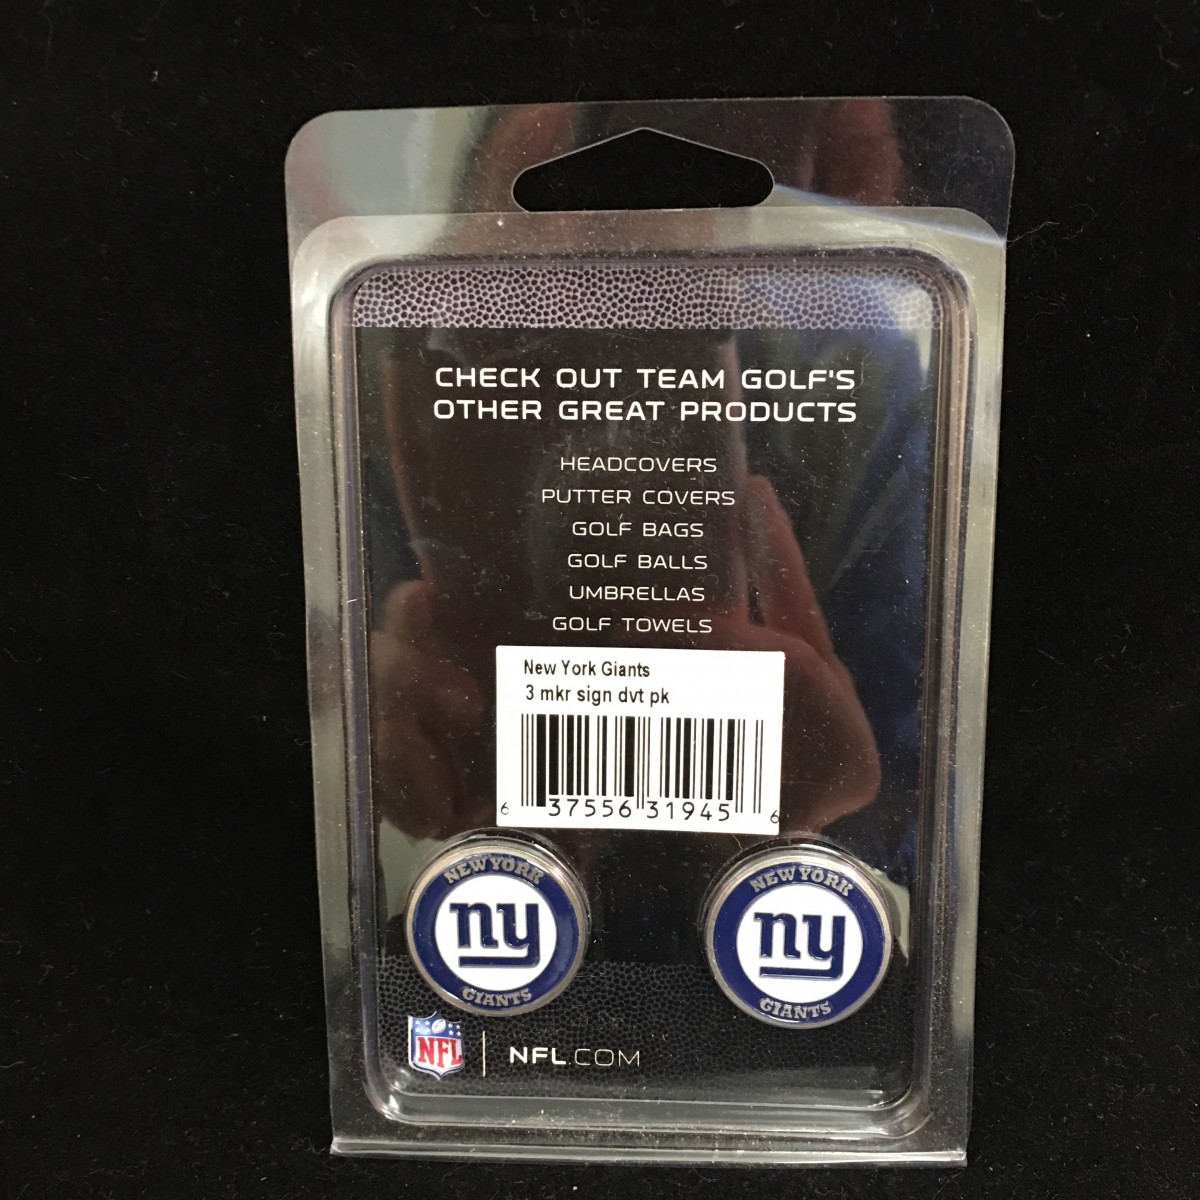 CHECK OUT TEAM GOLF'S
OTHER GREAT PRODUCTS
HEADCOVERS
PUTTER COVERS
GOLF BAGS
GOLF BALLS
UMBRELLAS
GOLF TOWELS
New York Giants
3 mkr sign dvt pk
6 37556 31945 6
NEW YORK
ny
GIANTS
NEW YORK
ny
GIANTS
NFL
NFL.COM